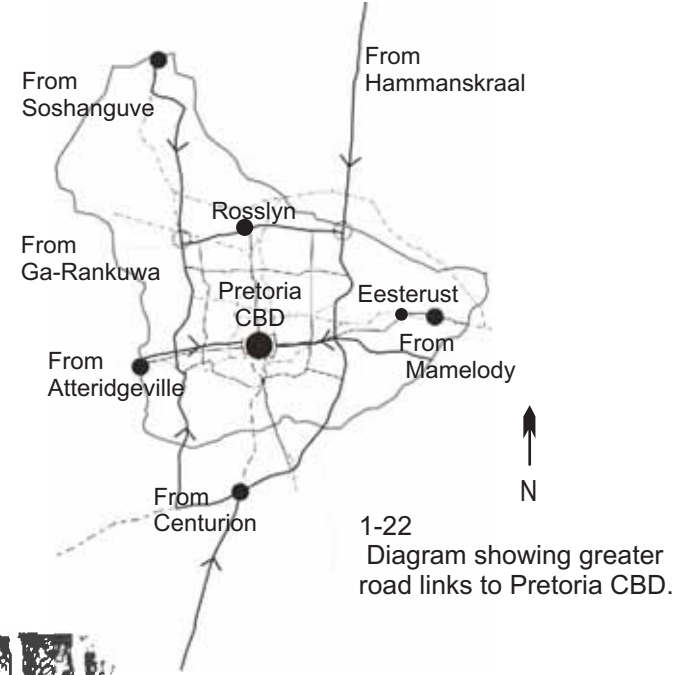 From
Hammanskraal
From
Soshanguve
Rosslyn
From
Ga-Rankuwa
Pretoria
CBD
Eesterust
From
Mamelody
From
Atteridgeville
N
From
Centurion
1-22
Diagram showing greater
road links to Pretoria CBD.